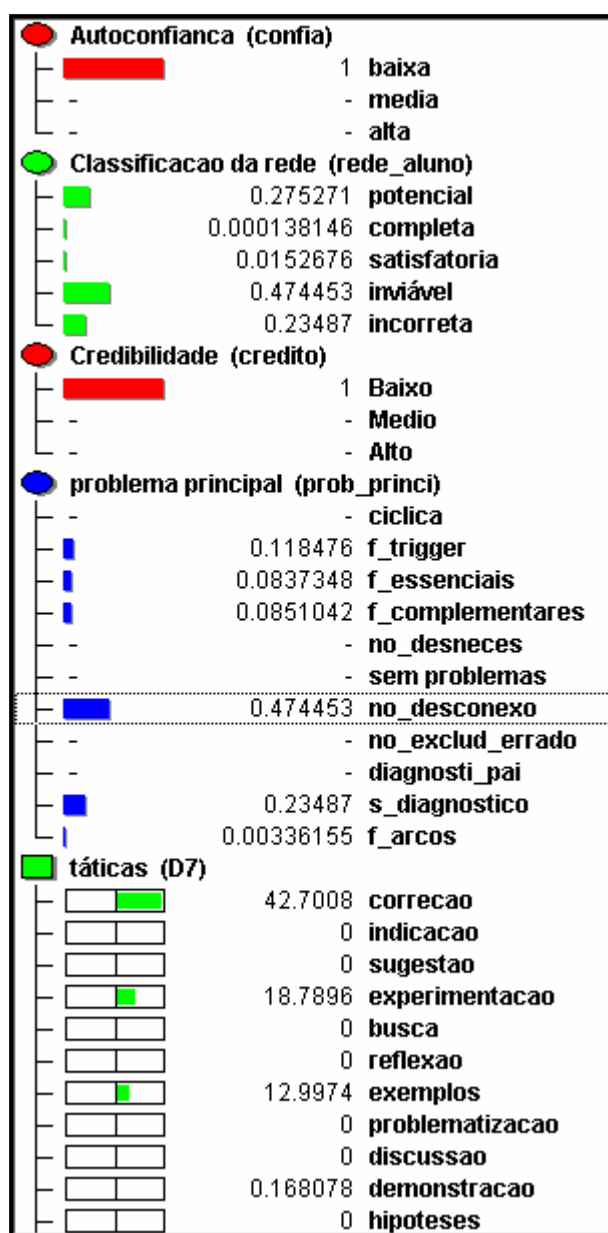 Autoconfianca (confia)
1 baixa
- - media
- - alta
Classificacao da rede (rede_aluno)
0.275271 potencial
0.000138146 completa
0.0152676 satisfatoria
0.474453 inviável
0.23487 incorreta
Credibilidade (credito)
1 Baixo
- - Medio
- - Alto
problema principal (prob_princi)
- - ciclica
0.118476 f_trigger
0.0837348 f_essenciais
0.0851042 f_complementares
- - no_desneces
- - sem problemas
0.474453 no_desconexo
- - no_exclud_errado
- - diagnosti_pai
0.23487 s_diagnostico
0.00336155 f_arcos
táticas (D7)
42.7008 correcao
0 indicacao
0 sugestao
18.7896 experimentacao
0 busca
0 reflexao
12.9974 exemplos
0 problematizacao
0 discussao
0.168078 demonstracao
0 hipoteses